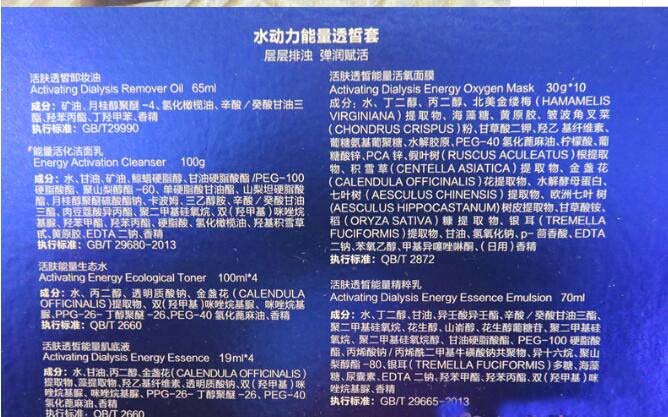 水动力能量透皙套
层层排浊 弹润赋活
活肤透皙卸妆油
Activating Dialysis Remover Oil 65ml
成分：矿油、月桂醇聚醚-4、氢化橄榄油、辛酸/癸酸甘油三
酯、羟苯丙酯、丁羟甲苯、香精
执行标准：GB/T29990
能量活化洁面乳
Energy Activation Cleanser 100g
成分：水、甘油、矿油、鲸蜡硬脂醇、甘油硬脂酸酯/PEG-100
硬脂酸酯、聚山梨醇酯-60、单硬脂酸甘油酯、山梨坦硬脂酸
酯、月桂醇聚醚硫酸酯钠、卡波姆、三乙醇胺、辛酸/癸酸甘油
三酯、肉豆蔻酸异丙酯、聚二甲基硅氧烷、双(羟甲基)咪唑烷
基脲、羟苯甲酯、羟苯丙酯、硬脂酸、氢化橄榄油、羟基积雪草
甙、黄原胶、EDTA二钠、香精
执行标准：GB/T 29680-2013
活肤能量生态水
Activating Energy Ecological Toner 100ml*4
成分：水、丙二醇、透明质酸钠、金盏花(CALENDULA
OFFICINALIS)提取物、双(羟甲基)咪唑烷基脲、咪唑烷基
脲、PPG-26-丁醇聚醚-26、PEG-40氢化蓖麻油、香精
执行标准：QB/T 2660
活肤透皙能量肌底液
Activating Dialysis Energy Essence 19ml*4
成分：水、甘油、丙二醇、金盏花(CALENDULA OFFICINALIS)
提取物、藻提取物、羟乙基纤维素、透明质酸钠、双(羟甲基)咪
唑烷基脲、咪唑烷基脲、PPG-26-丁醇聚醚-26、PEG-40
氢化蓖麻油、香精
执行标准：QB/T 2660
活肤透皙能量活氧面膜
Activating Dialysis Energy Oxygen Mask 30g*10
成分：水、丁二醇、丙二醇、北美金缕梅(HAMAMELIS
VIRGINIANA)提取物、海藻糖、黄原胶、皱波角叉菜
(CHONDRUS CRISPUS)粉、甘草酸二钾、羟乙基纤维素、
葡糖氨基葡聚糖、水解胶原、PEG-40氢化蓖麻油、柠檬酸、葡
糖酸锌、PCA锌、假叶树(RUSCUS ACULEATUS)根提取
物、积雪草(CENTELLA ASIATICA)提取物、金盏花
(CALENDULA OFFICINALIS)花提取物、水解酵母蛋白、
七叶树(AESCULUS CHINENSIS)提取物、欧洲七叶树
(AESCULUS HIPPOCASTANUM)树皮提取物、甘草酸铵、
稻(ORYZA SATIVA)糠提取物、银耳(TREMELLA
FUCIFORMIS)提取物、甘油、氢氧化钠、p-茴香酸、EDTA
二钠、苯氧乙醇、甲基异噻唑啉酮、(日用)香精
执行标准：QB/T 2872
活肤透皙能量精粹乳
Activating Dialysis Energy Essence Emulsion 70ml
成分：水、丁二醇、甘油、异壬酸异壬酯、辛酸/癸酸甘油三酯、
聚二甲基硅氧烷、花生醇、山嵛醇、花生醇葡糖苷、聚二甲基硅
氧烷、聚二甲基硅氧烷醇、甘油硬脂酸酯、PEG-100硬脂酸
酯、丙烯酸钠/丙烯酰二甲基牛磺酸钠共聚物、异十六烷、聚山
梨醇酯-80、银耳(TREMELLA FUCIFORMIS)多糖、海藻
糖、尿囊素、EDTA二钠、羟苯甲酯、羟苯丙酯、双(羟甲基)咪
唑烷基脲、香精
执行标准：GB/T 29665-2013